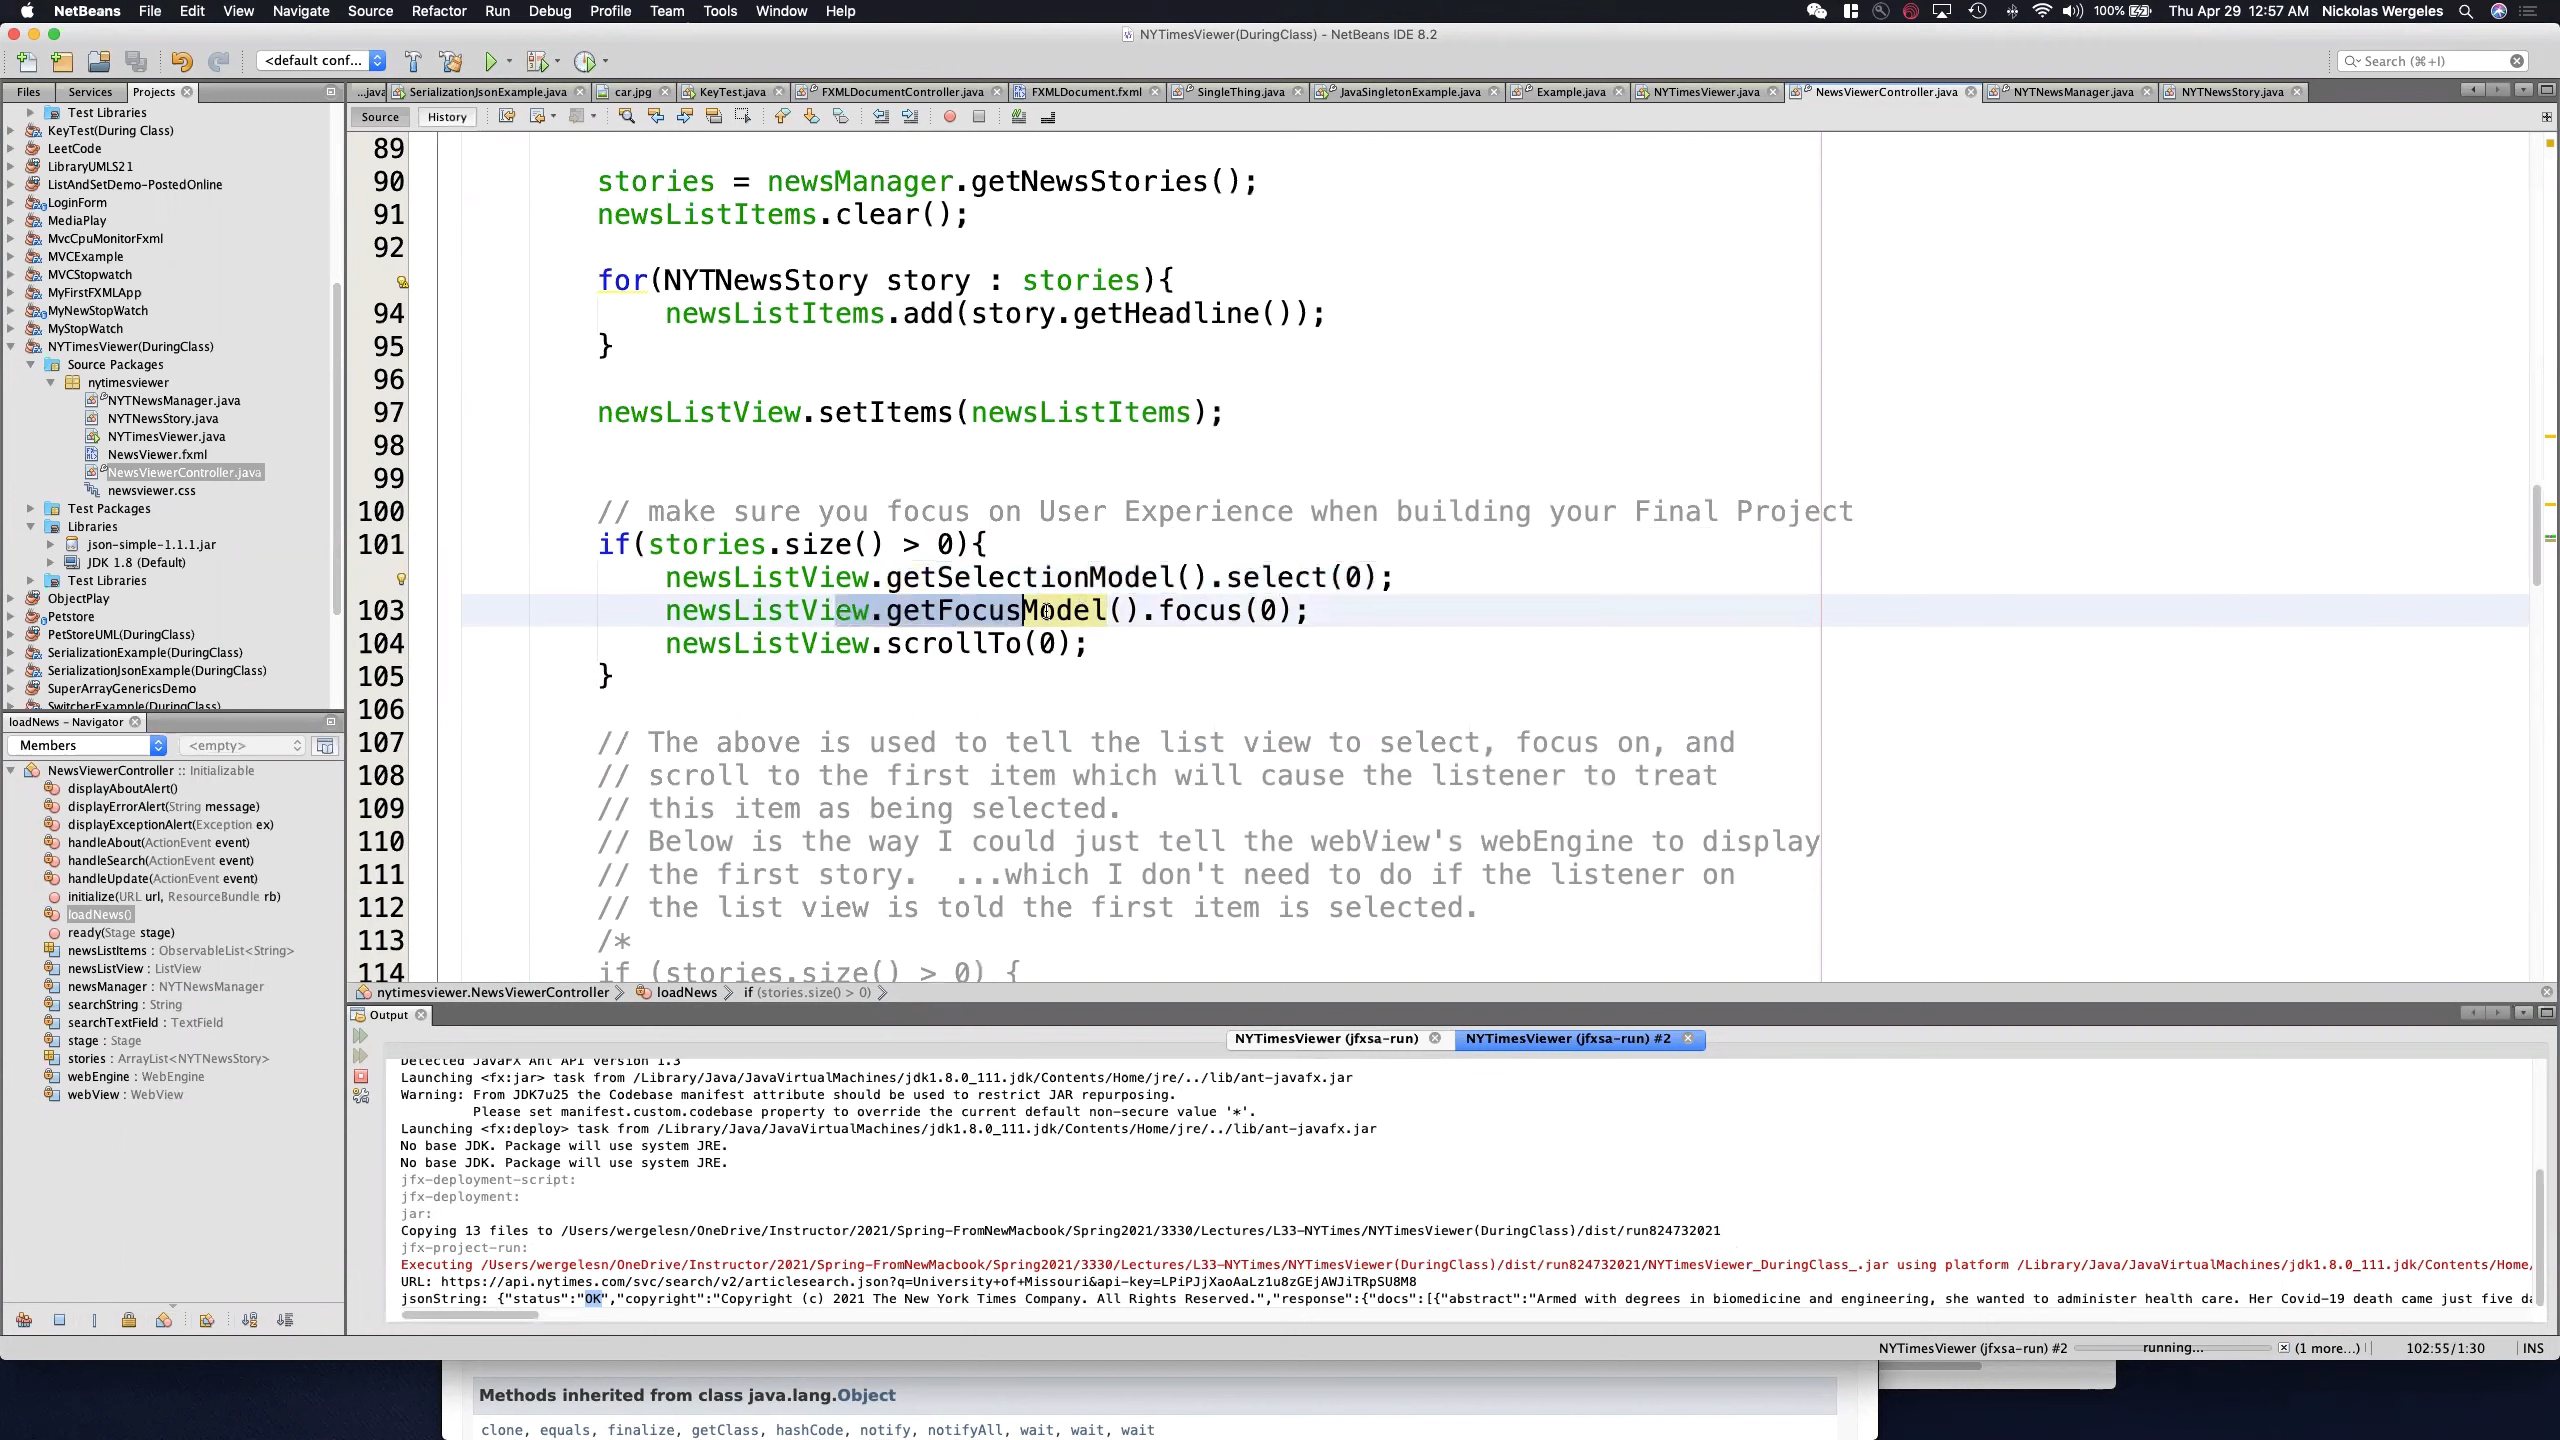 NetBeans File Edit View Navigate Source Refactor Run Debug Profile Team Tools Window Help 100% Thu Apr 29 12:57 AM Nickolas Wergeles
NYTimesViewer(DuringClass) - NetBeans IDE 8.2
<default conf... Search (⌘+I)
Files Services Projects
...java SerializationJsonExample.java car.jpg KeyTest.java FXMLDocumentController.java FXMLDocument.fxml SingleThing.java JavaSingletonExample.java Example.java NYTimesViewer.java NewsViewerController.java NYTNewsManager.java NYTNewsStory.java
Source History
Test Libraries
KeyTest(During Class)
LeetCode
LibraryUMLS21
ListAndSetDemo-PostedOnline
LoginForm
MediaPlay
MvcCpuMonitorFxml
MVCExample
MVCStopwatch
MyFirstFXMLApp
MyNewStopWatch
MyStopWatch
NYTimesViewer(DuringClass)
Source Packages
nytimesviewer
NYTNewsManager.java
NYTNewsStory.java
NYTimesViewer.java
NewsViewer.fxml
NewsViewerController.java
newsviewer.css
Test Packages
Libraries
json-simple-1.1.1.jar
JDK 1.8 (Default)
Test Libraries
ObjectPlay
Petstore
PetStoreUML(DuringClass)
SerializationExample(DuringClass)
SerializationJsonExample(DuringClass)
SuperArrayGenericsDemo
SwitcherExample(DuringClass)
loadNews - Navigator
Members <empty>
NewsViewerController :: Initializable
displayAboutAlert()
displayErrorAlert(String message)
displayExceptionAlert(Exception ex)
handleAbout(ActionEvent event)
handleSearch(ActionEvent event)
handleUpdate(ActionEvent event)
initialize(URL url, ResourceBundle rb)
loadNews()
ready(Stage stage)
newsListItems : ObservableList<String>
newsListView : ListView
newsManager : NYTNewsManager
searchString : String
searchTextField : TextField
stage : Stage
stories : ArrayList<NYTNewsStory>
webEngine : WebEngine
webView : WebView
89
90 stories = newsManager.getNewsStories();
91 newsListItems.clear();
92
for(NYTNewsStory story : stories){
94 newsListItems.add(story.getHeadline());
95 }
96
97 newsListView.setItems(newsListItems);
98
99
100 // make sure you focus on User Experience when building your Final Project
101 if(stories.size() > 0){
newsListView.getSelectionModel().select(0);
103 newsListView.getFocusModel().focus(0);
104 newsListView.scrollTo(0);
105 }
106
107 // The above is used to tell the list view to select, focus on, and
108 // scroll to the first item which will cause the listener to treat
109 // this item as being selected.
110 // Below is the way I could just tell the webView's webEngine to display
111 // the first story.  ...which I don't need to do if the listener on
112 // the list view is told the first item is selected.
113 /*
114 if (stories.size() > 0) {
nytimesviewer.NewsViewerController loadNews if (stories.size() > 0)
Output
NYTimesViewer (jfxsa-run) NYTimesViewer (jfxsa-run) #2
Detected JavaFX Ant API version 1.3
Launching <fx:jar> task from /Library/Java/JavaVirtualMachines/jdk1.8.0_111.jdk/Contents/Home/jre/../lib/ant-javafx.jar
Warning: From JDK7u25 the Codebase manifest attribute should be used to restrict JAR repurposing.
Please set manifest.custom.codebase property to override the current default non-secure value '*'.
Launching <fx:deploy> task from /Library/Java/JavaVirtualMachines/jdk1.8.0_111.jdk/Contents/Home/jre/../lib/ant-javafx.jar
No base JDK. Package will use system JRE.
No base JDK. Package will use system JRE.
jfx-deployment-script:
jfx-deployment:
jar:
Copying 13 files to /Users/wergelesn/OneDrive/Instructor/2021/Spring-FromNewMacbook/Spring2021/3330/Lectures/L33-NYTimes/NYTimesViewer(DuringClass)/dist/run824732021
jfx-project-run:
Executing /Users/wergelesn/OneDrive/Instructor/2021/Spring-FromNewMacbook/Spring2021/3330/Lectures/L33-NYTimes/NYTimesViewer(DuringClass)/dist/run824732021/NYTimesViewer_DuringClass_.jar using platform /Library/Java/JavaVirtualMachines/jdk1.8.0_111.jdk/Contents/Home/
URL: https://api.nytimes.com/svc/search/v2/articlesearch.json?q=University+of+Missouri&api-key=LPiPJjXaoAaLz1u8zGEjAWJiTRpSU8M8
jsonString: {"status":"OK","copyright":"Copyright (c) 2021 The New York Times Company. All Rights Reserved.","response":{"docs":[{"abstract":"Armed with degrees in biomedicine and engineering, she wanted to administer health care. Her Covid-19 death came just five da
NYTimesViewer (jfxsa-run) #2 running... (1 more...) 102:55/1:30 INS
Methods inherited from class java.lang.Object
clone, equals, finalize, getClass, hashCode, notify, notifyAll, wait, wait, wait